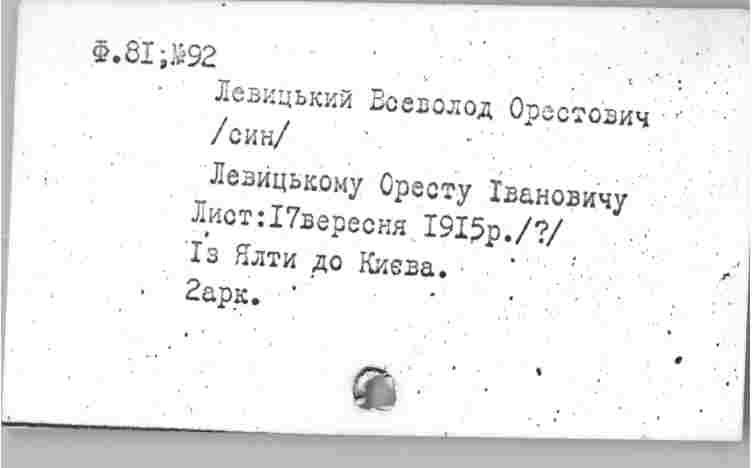 Ф.8I;№92
Левицький Всеволод Орестович
/син/
Левицькому Оресту Івановичу
Лист:I7вересня I9I5р./?/
Із Ялти до Києва.
2арк.